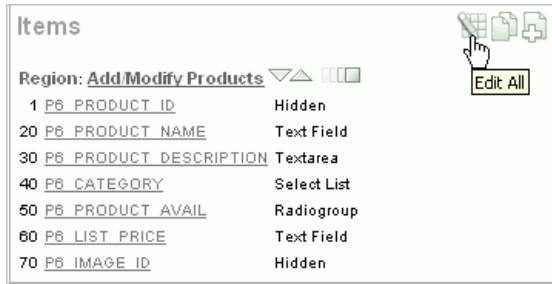 Items
Edit All
Region: Add/Modify Products
1 P6_PRODUCT_ID Hidden
20 P6_PRODUCT_NAME Text Field
30 P6_PRODUCT_DESCRIPTION Textarea
40 P6_CATEGORY Select List
50 P6_PRODUCT_AVAIL Radiogroup
60 P6_LIST_PRICE Text Field
70 P6_IMAGE_ID Hidden